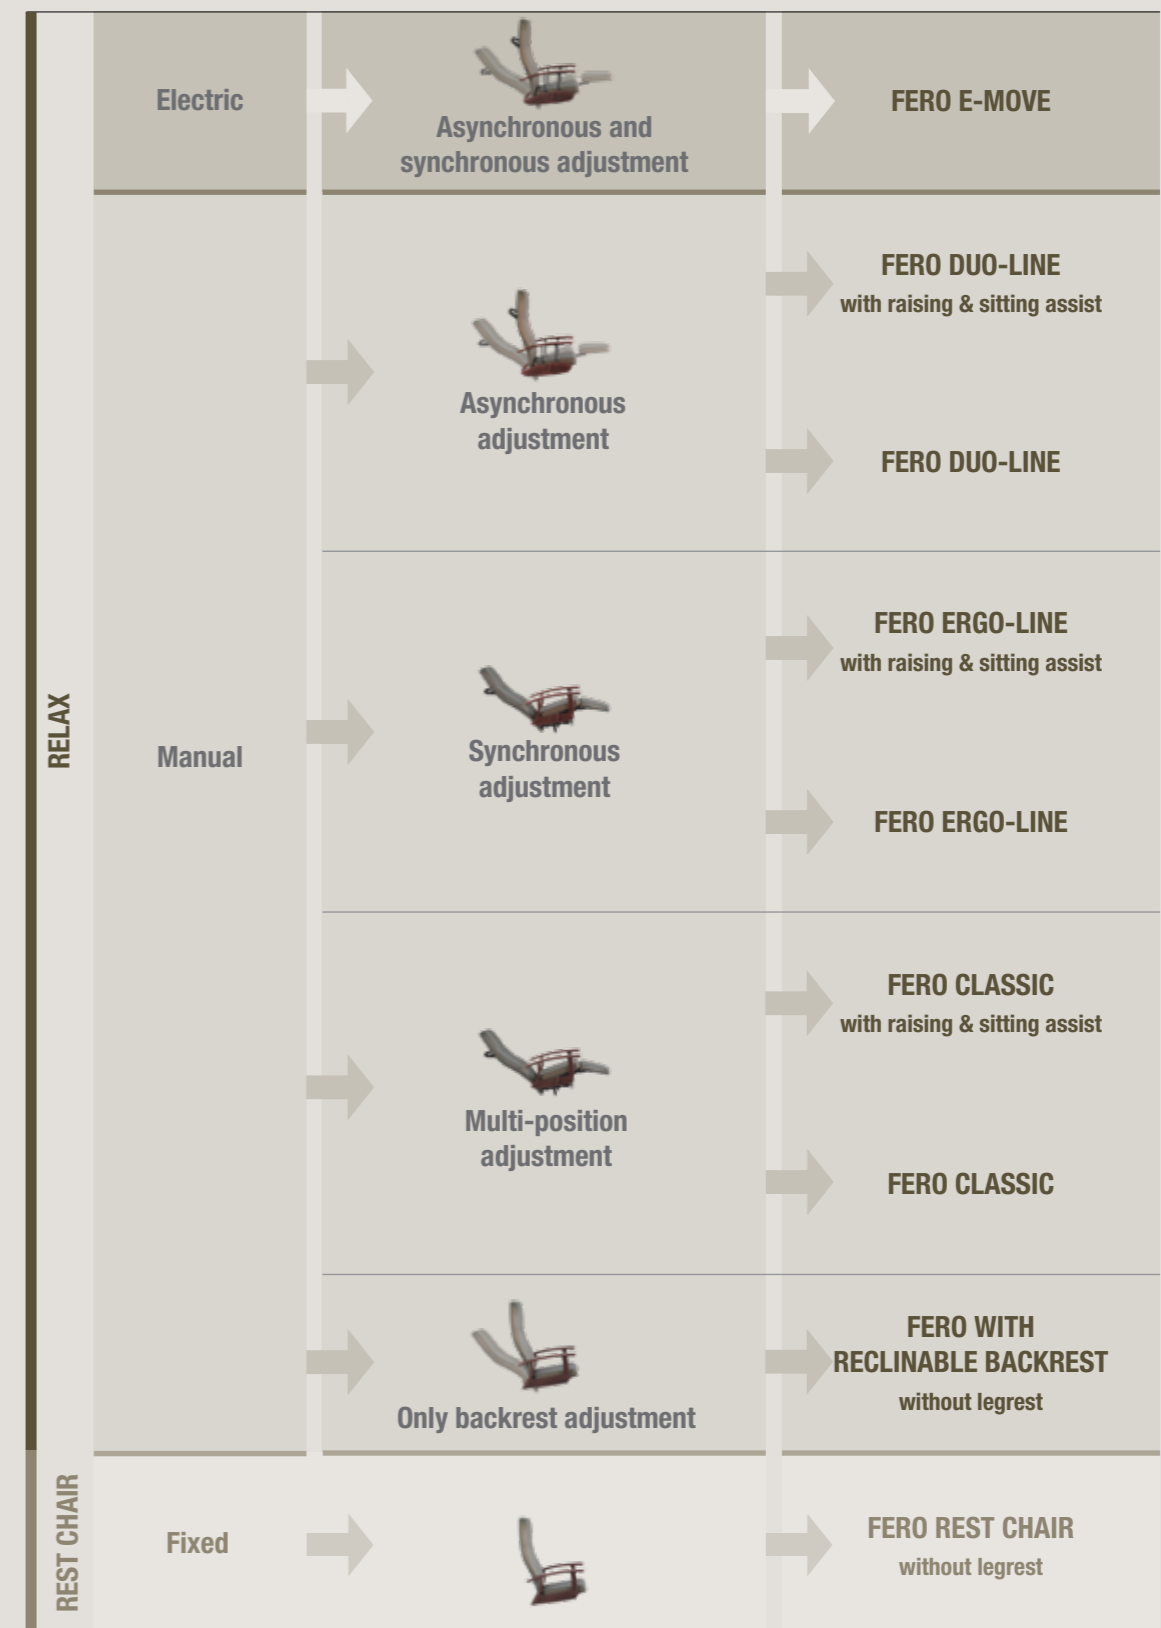 RELAX
Electric
Asynchronous and
synchronous adjustment
FERO E-MOVE
Manual
Asynchronous
adjustment
FERO DUO-LINE
with raising & sitting assist
FERO DUO-LINE
Synchronous
adjustment
FERO ERGO-LINE
with raising & sitting assist
FERO ERGO-LINE
Multi-position
adjustment
FERO CLASSIC
with raising & sitting assist
FERO CLASSIC
Only backrest adjustment
FERO WITH
RECLINABLE BACKREST
without legrest
REST CHAIR
Fixed
FERO REST CHAIR
without legrest